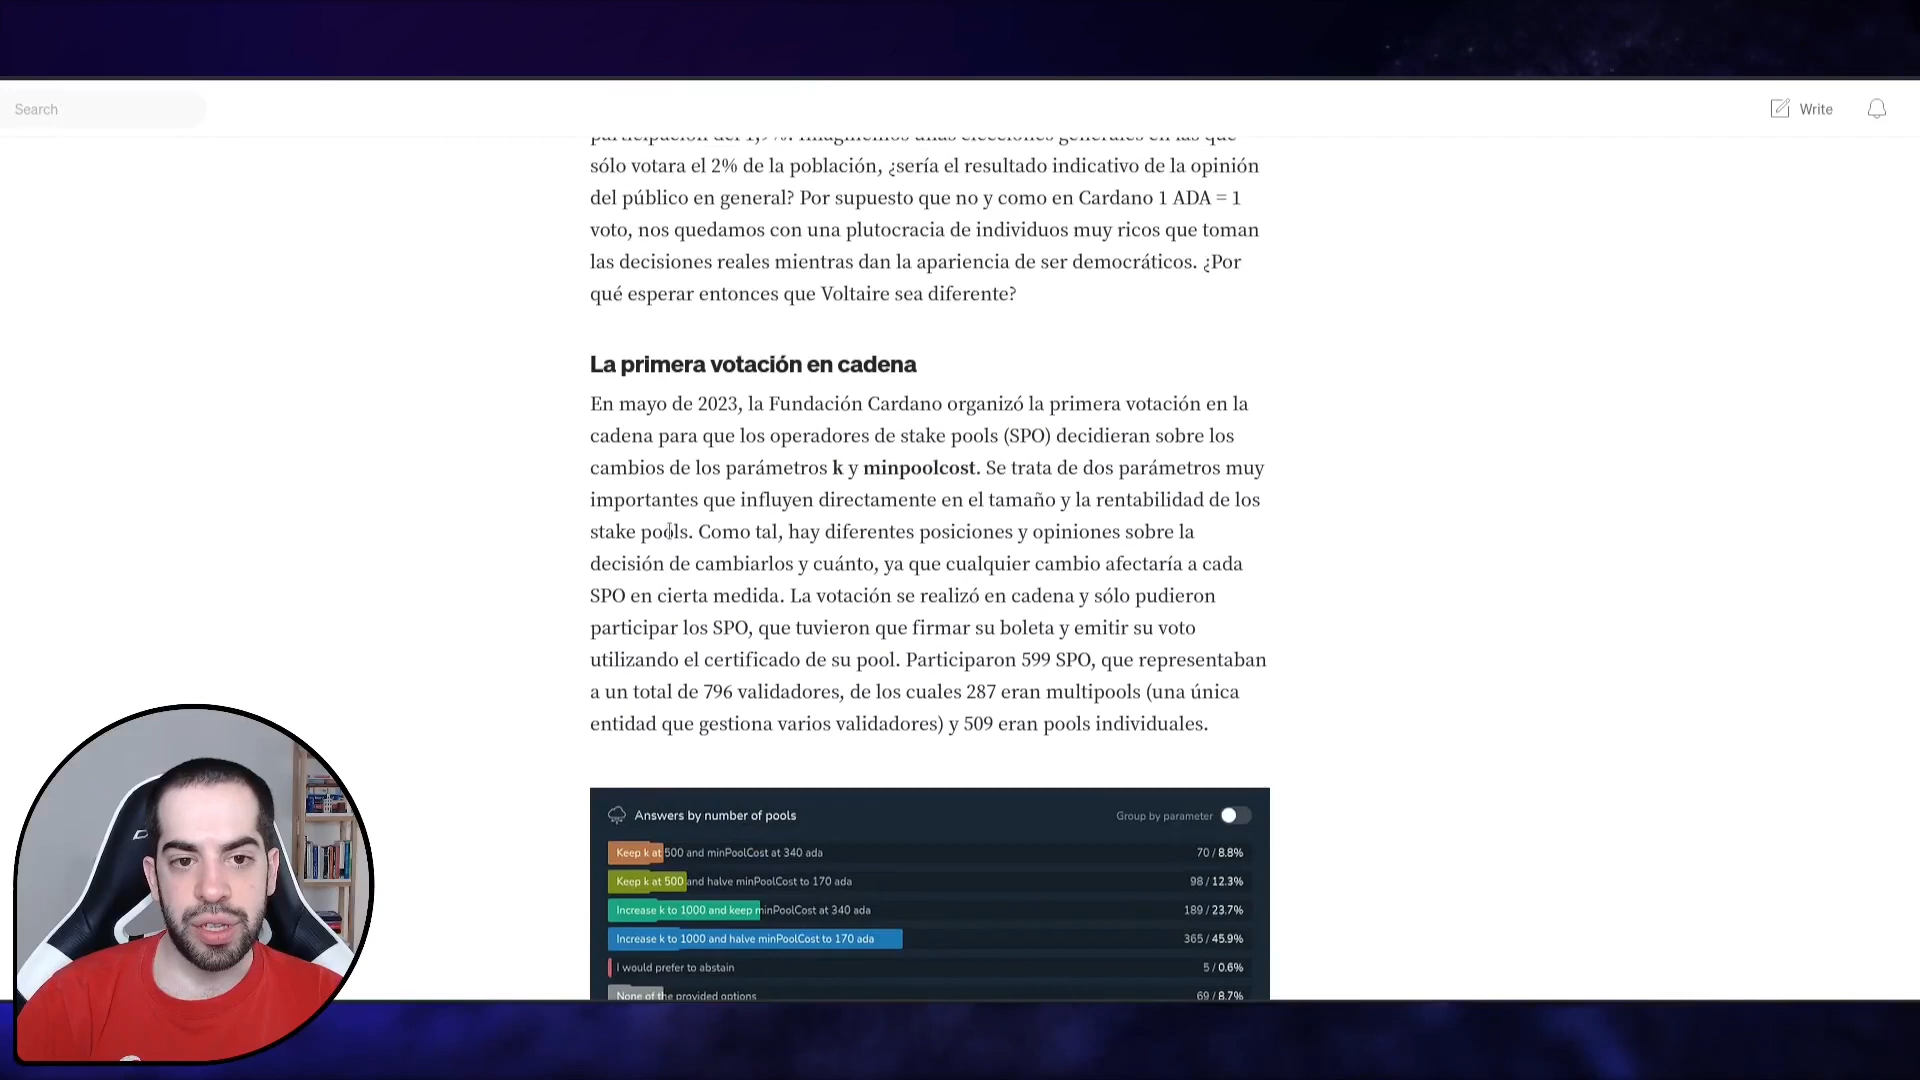 Search
Write
participación del 1,9%. Imaginemos unas elecciones generales en las que
sólo votara el 2% de la población, ¿sería el resultado indicativo de la opinión
del público en general? Por supuesto que no y como en Cardano 1 ADA = 1
voto, nos quedamos con una plutocracia de individuos muy ricos que toman
las decisiones reales mientras dan la apariencia de ser democráticos. ¿Por
qué esperar entonces que Voltaire sea diferente?
La primera votación en cadena
En mayo de 2023, la Fundación Cardano organizó la primera votación en la
cadena para que los operadores de stake pools (SPO) decidieran sobre los
cambios de los parámetros k y minpoolcost. Se trata de dos parámetros muy
importantes que influyen directamente en el tamaño y la rentabilidad de los
stake pools. Como tal, hay diferentes posiciones y opiniones sobre la
decisión de cambiarlos y cuánto, ya que cualquier cambio afectaría a cada
SPO en cierta medida. La votación se realizó en cadena y sólo pudieron
participar los SPO, que tuvieron que firmar su boleta y emitir su voto
utilizando el certificado de su pool. Participaron 599 SPO, que representaban
a un total de 796 validadores, de los cuales 287 eran multipools (una única
entidad que gestiona varios validadores) y 509 eran pools individuales.
Answers by number of pools Group by parameter
Keep k at 500 and minPoolCost at 340 ada 70 / 8.8%
Keep k at 500 and halve minPoolCost to 170 ada 98 / 12.3%
Increase k to 1000 and keep minPoolCost at 340 ada 189 / 23.7%
Increase k to 1000 and halve minPoolCost to 170 ada 365 / 45.9%
I would prefer to abstain 5 / 0.6%
None of the provided options 69 / 8.7%